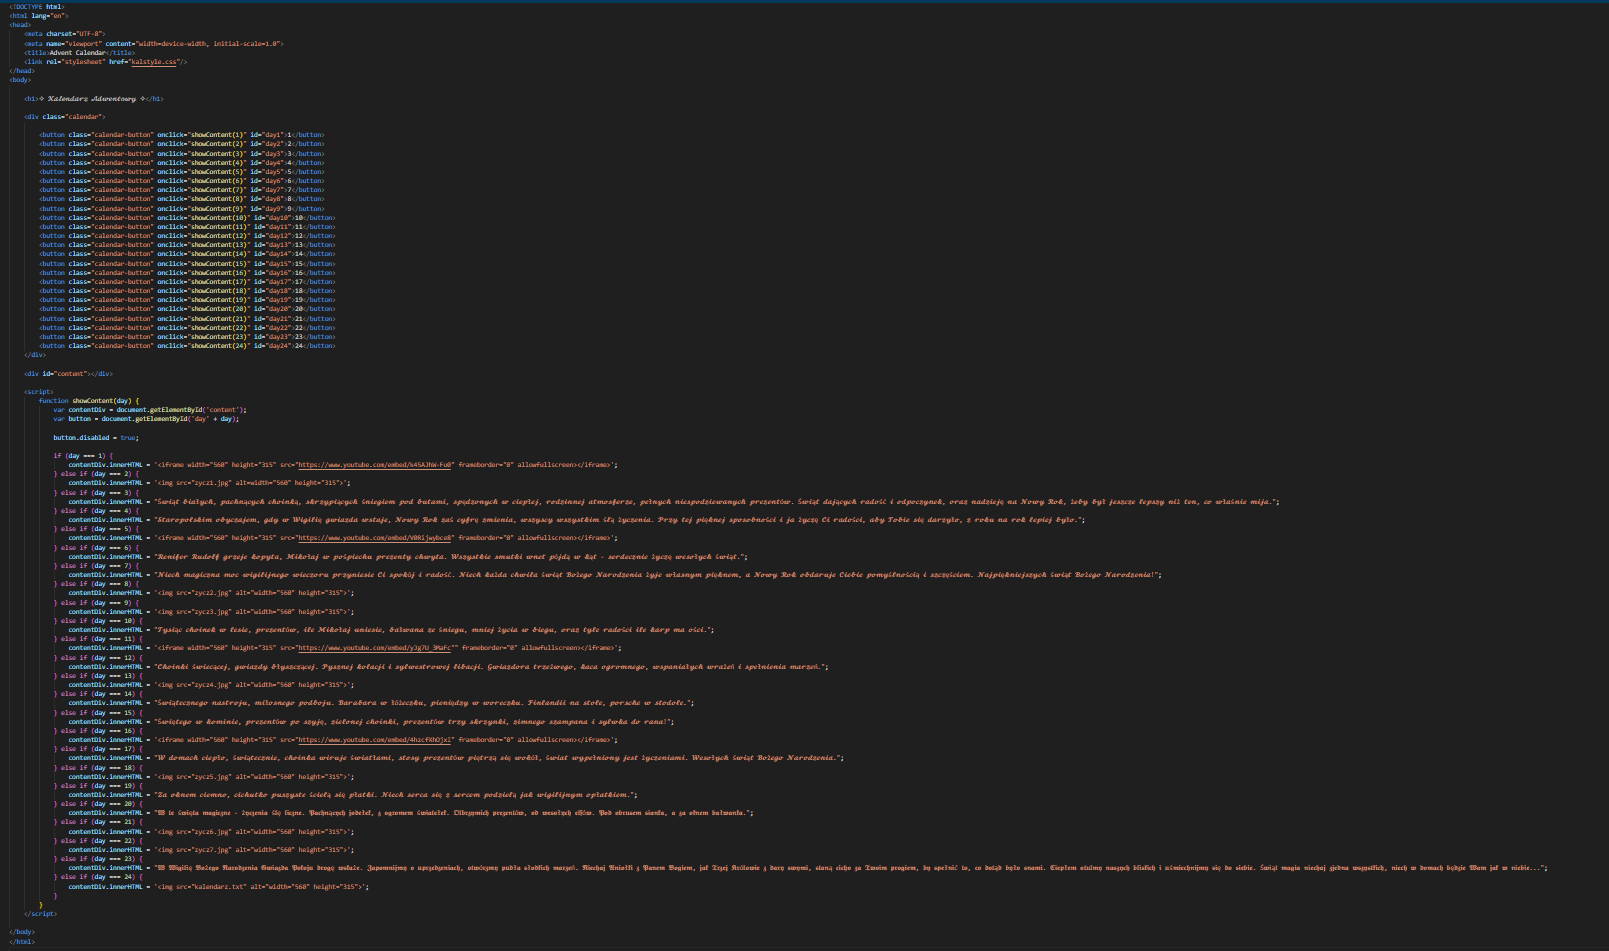 <!DOCTYPE html>
<html lang="en">
<head>
<meta charset="UTF-8">
<meta name="viewport" content="width=device-width, initial-scale=1.0">
<title>Advent Calendar</title>
<link rel="stylesheet" href="kalstyle.css"/>
</head>
<body>
<h1>✧ 𝓚𝓪𝓵𝓮𝓷𝓭𝓪𝓻𝔃 𝓐𝓭𝔀𝓮𝓷𝓽𝓸𝔀𝔂 ✧</h1>
<div class="calendar">
<button class="calendar-button" onclick="showContent(1)" id="day1">1</button>
<button class="calendar-button" onclick="showContent(2)" id="day2">2</button>
<button class="calendar-button" onclick="showContent(3)" id="day3">3</button>
<button class="calendar-button" onclick="showContent(4)" id="day4">4</button>
<button class="calendar-button" onclick="showContent(5)" id="day5">5</button>
<button class="calendar-button" onclick="showContent(6)" id="day6">6</button>
<button class="calendar-button" onclick="showContent(7)" id="day7">7</button>
<button class="calendar-button" onclick="showContent(8)" id="day8">8</button>
<button class="calendar-button" onclick="showContent(9)" id="day9">9</button>
<button class="calendar-button" onclick="showContent(10)" id="day10">10</button>
<button class="calendar-button" onclick="showContent(11)" id="day11">11</button>
<button class="calendar-button" onclick="showContent(12)" id="day12">12</button>
<button class="calendar-button" onclick="showContent(13)" id="day13">13</button>
<button class="calendar-button" onclick="showContent(14)" id="day14">14</button>
<button class="calendar-button" onclick="showContent(15)" id="day15">15</button>
<button class="calendar-button" onclick="showContent(16)" id="day16">16</button>
<button class="calendar-button" onclick="showContent(17)" id="day17">17</button>
<button class="calendar-button" onclick="showContent(18)" id="day18">18</button>
<button class="calendar-button" onclick="showContent(19)" id="day19">19</button>
<button class="calendar-button" onclick="showContent(20)" id="day20">20</button>
<button class="calendar-button" onclick="showContent(21)" id="day21">21</button>
<button class="calendar-button" onclick="showContent(22)" id="day22">22</button>
<button class="calendar-button" onclick="showContent(23)" id="day23">23</button>
<button class="calendar-button" onclick="showContent(24)" id="day24">24</button>
</div>
<div id="content"></div>
<script>
function showContent(day) {
var contentDiv = document.getElementById('content');
var button = document.getElementById('day' + day);
button.disabled = true;
if (day === 1) {
contentDiv.innerHTML = '<iframe width="560" height="315" src="https://www.youtube.com/embed/k45AJhW-Fu0" frameborder="0" allowfullscreen></iframe>';
} else if (day === 2) {
contentDiv.innerHTML = '<img src="zycz1.jpg" alt=width="560" height="315">';
} else if (day === 3) {
contentDiv.innerHTML = "Świąt białych, pachnących choinką, skrzypiących śniegiem pod butami, spędzonych w ciepłej, rodzinnej atmosferze, pełnych niespodziewanych prezentów. Świąt dających radość i odpoczynek, oraz nadzieję na Nowy Rok, żeby był jeszcze lepszy niż ten, co właśnie mija.";
} else if (day === 4) {
contentDiv.innerHTML = "Staropolskim obyczajem, gdy w Wigilię gwiazda wstaje, Nowy Rok zaś cyfrę zmienia, wszyscy wszystkim ślą życzenia. Przy tej pięknej sposobności i ja życzę Ci radości, aby Tobie się darzyło, z roku na rok lepiej było.";
} else if (day === 5) {
contentDiv.innerHTML = '<iframe width="560" height="315" src="https://www.youtube.com/embed/V0Rijwybce8" frameborder="0" allowfullscreen></iframe>';
} else if (day === 6) {
contentDiv.innerHTML = "Renifer Rudolf grzeje kopyta, Mikołaj w pośpiechu prezenty chwyta. Wszystkie smutki wnet pójdą w kąt - serdecznie życzę wesołych świąt.";
} else if (day === 7) {
contentDiv.innerHTML = "Niech magiczna moc wigilijnego wieczoru przyniesie Ci spokój i radość. Niech każda chwila świąt Bożego Narodzenia żyje własnym pięknem, a Nowy Rok obdaruje Ciebie pomyślnością i szczęściem. Najpiękniejszych świąt Bożego Narodzenia!";
} else if (day === 8) {
contentDiv.innerHTML = '<img src="zycz2.jpg" alt="width="560" height="315">';
} else if (day === 9) {
contentDiv.innerHTML = '<img src="zycz3.jpg" alt="width="560" height="315">';
} else if (day === 10) {
contentDiv.innerHTML = "Tysiąc choinek w lesie, prezentów, ile Mikołaj uniesie, bałwana ze śniegu, mniej życia w biegu, oraz tyle radości ile karp ma ości.";
} else if (day === 11) {
contentDiv.innerHTML = '<iframe width="560" height="315" src="https://www.youtube.com/embed/yJg7U_3MaFc"" frameborder="0" allowfullscreen></iframe>';
} else if (day === 12) {
contentDiv.innerHTML = "Choinki świecącej, gwiazdy błyszczącej. Pysznej kolacji i sylwestrowej libacji. Gwiazdora trzeźwego, kaca ogromnego, wspaniałych wrażeń i spełnienia marzeń.";
} else if (day === 13) {
contentDiv.innerHTML = '<img src="zycz4.jpg" alt="width="560" height="315">';
} else if (day === 14) {
contentDiv.innerHTML = "Świątecznego nastroju, miłosnego podboju. Barabara w łóżeczku, pieniędzy w woreczku. Finlandii na stole, porsche w stodole.";
} else if (day === 15) {
contentDiv.innerHTML = "Świętego w kominie, prezentów po szyję, zielonej choinki, prezentów trzy skrzynki, zimnego szampana i sylwka do rana!";
} else if (day === 16) {
contentDiv.innerHTML = '<iframe width="560" height="315" src="https://www.youtube.com/embed/4hzcfXhOjxI" frameborder="0" allowfullscreen></iframe>';
} else if (day === 17) {
contentDiv.innerHTML = "W domach ciepło, świątecznie, choinka wiruje światłami, stosy prezentów piętrzą się wokół, świat wypełniony jest życzeniami. Wesołych świąt Bożego Narodzenia.";
} else if (day === 18) {
contentDiv.innerHTML = '<img src="zycz5.jpg" alt="width="560" height="315">';
} else if (day === 19) {
contentDiv.innerHTML = "Za oknem ciemno, cichutko puszyste ścielą się płatki. Niech serca się z sercem podzielą jak wigilijnym opłatkiem.";
} else if (day === 20) {
contentDiv.innerHTML = "W te święta magiczne - życzenia ślę liczne. Pachnących jodełek, z ogromem światełek. Olbrzymich prezentów, od wesołych elfów. Pod obrusem sianka, a za oknem bałwanka.";
} else if (day === 21) {
contentDiv.innerHTML = '<img src="zycz6.jpg" alt="width="560" height="315">';
} else if (day === 22) {
contentDiv.innerHTML = '<img src="zycz7.jpg" alt="width="560" height="315">';
} else if (day === 23) {
contentDiv.innerHTML = "W Wigilię Bożego Narodzenia Gwiazda Pokoju drogę wskaże. Zapomnijmy o uprzedzeniach, otwórzmy pudła słodkich marzeń. Niechaj Aniołki z Panem Bogiem, jak Trzej Królowie z dary swymi, staną cicho za Twoim progiem, by spełnić to, co dotąd było snami. Ciepłem otulmy naszych bliskich i uśmiechnijmy się do siebie. Świąt magia niechaj zjedna wszystkich, niech w domach będzie Wam jak w niebie...";
} else if (day === 24) {
contentDiv.innerHTML = '<img src="kalendarz.txt" alt="width="560" height="315">';
}
}
</script>
</body>
</html>